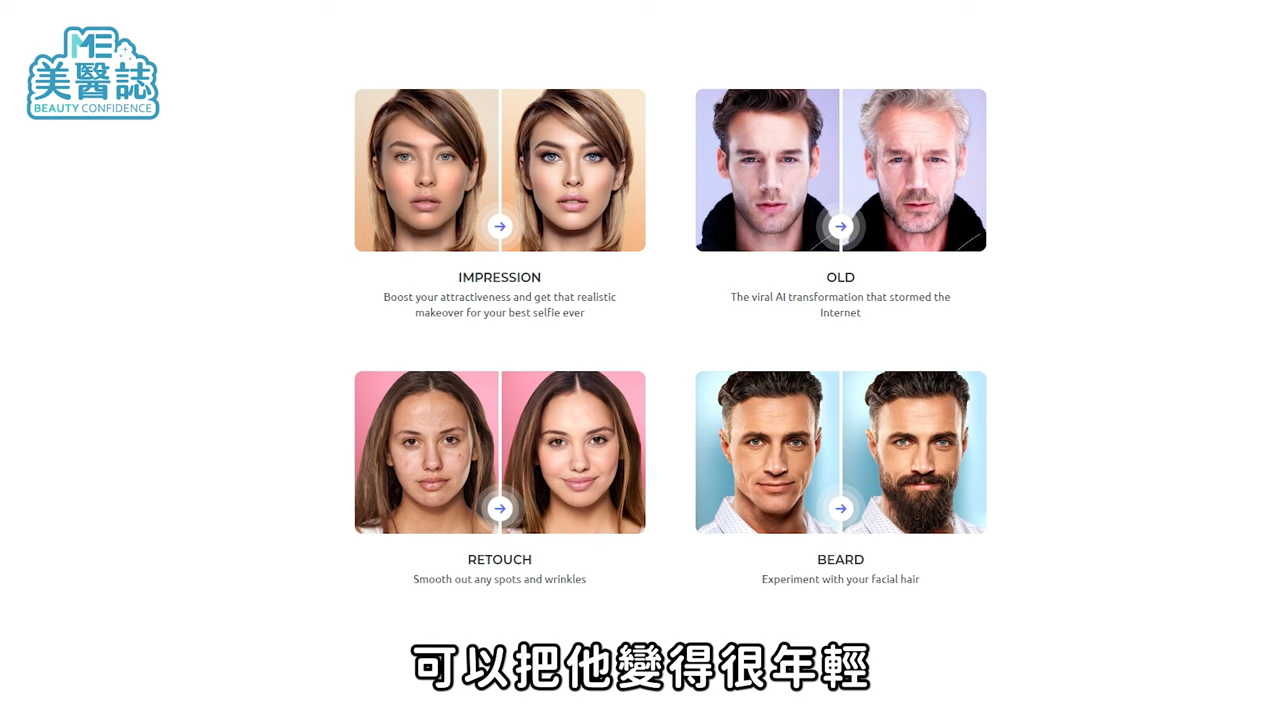 ME
美醫誌
BEAUTY CONFIDENCE
IMPRESSION
Boost your attractiveness and get that realistic
makeover for your best selfie ever
OLD
The viral AI transformation that stormed the
Internet
RETOUCH
Smooth out any spots and wrinkles
BEARD
Experiment with your facial hair
可以把他變得很年輕